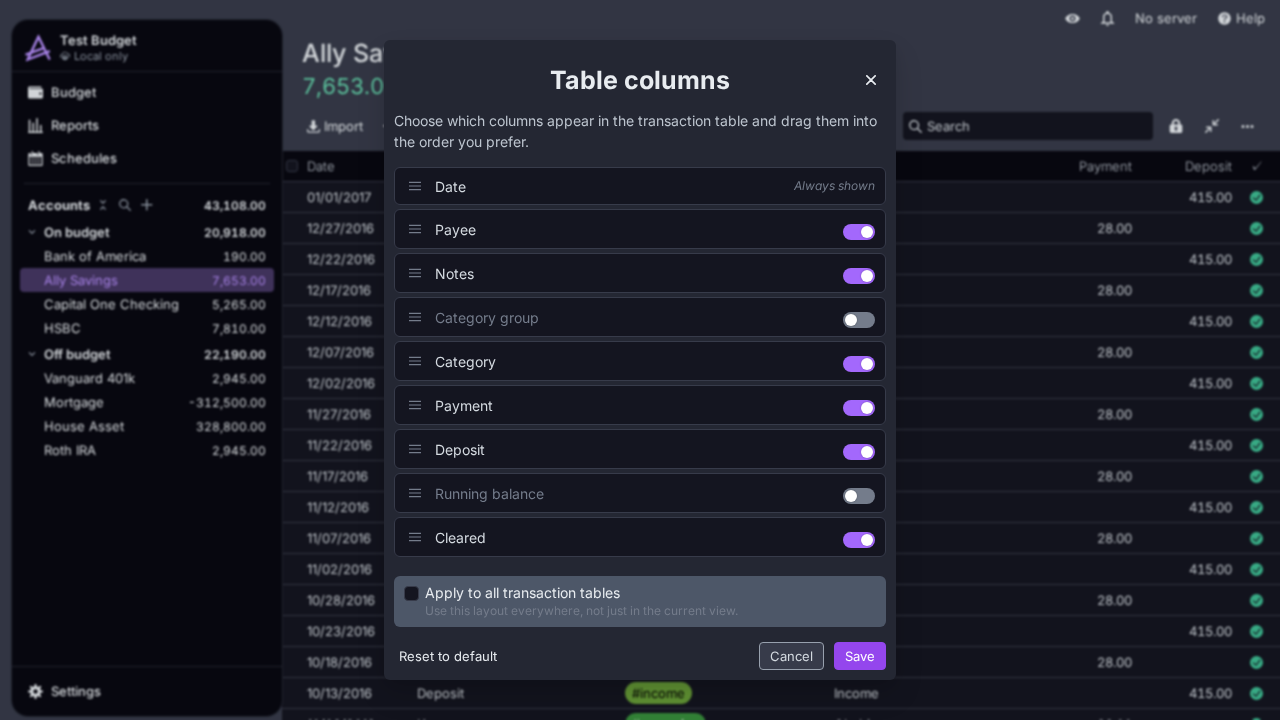 Test Budget
Local only
Budget
Reports
Schedules
Accounts 43,108.00
On budget 20,918.00
Bank of America 190.00
Ally Savings 7,653.00
Capital One Checking 5,265.00
HSBC 7,810.00
Off budget 22,190.00
Vanguard 401k 2,945.00
Mortgage -312,500.00
House Asset 328,800.00
Roth IRA 2,945.00
Settings
No server
Help
Ally Sa
7,653.0
Import
Search
Date Payment Deposit ✓
01/01/2017 415.00
12/27/2016 28.00
12/22/2016 415.00
12/17/2016 28.00
12/12/2016 415.00
12/07/2016 28.00
12/02/2016 415.00
11/27/2016 28.00
11/22/2016 415.00
11/17/2016 28.00
11/12/2016 415.00
11/07/2016 28.00
11/02/2016 415.00
10/28/2016 28.00
10/23/2016 415.00
10/18/2016 28.00
10/13/2016 Deposit #income Income 415.00
Table columns
Choose which columns appear in the transaction table and drag them into
the order you prefer.
Date Always shown
Payee
Notes
Category group
Category
Payment
Deposit
Running balance
Cleared
Apply to all transaction tables
Use this layout everywhere, not just in the current view.
Reset to default
Cancel
Save